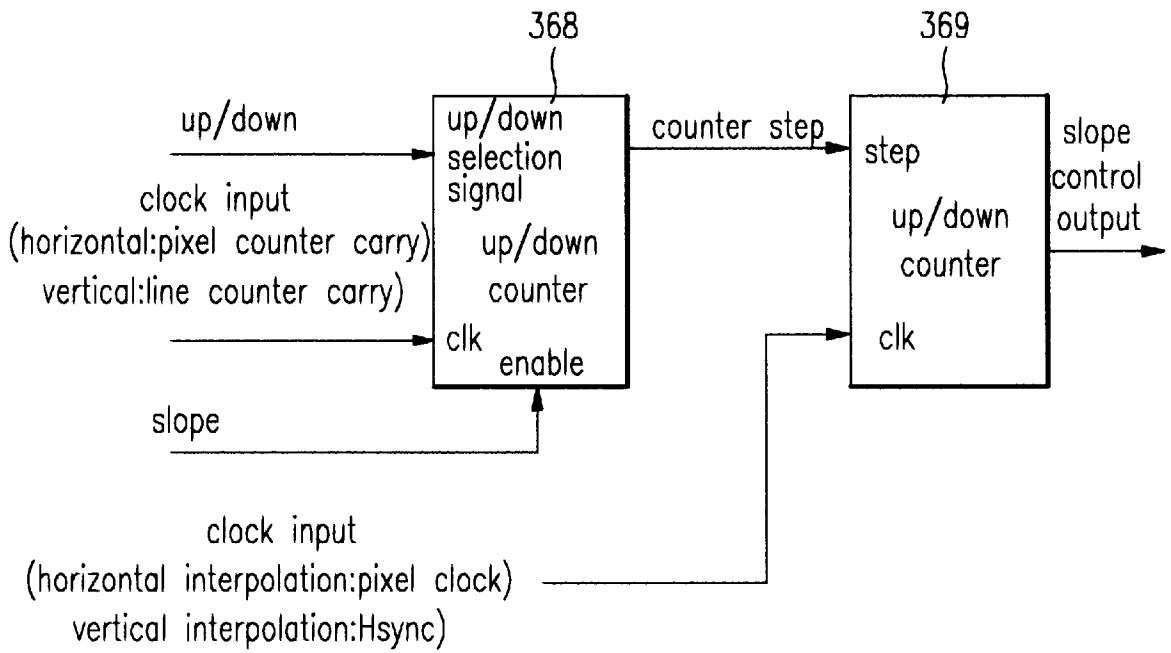 368
369
up/down
up/down
selection
signal
counter step
step
slope
control
output
clock input
(horizontal:pixel counter carry)
vertical:line counter carry)
up/down
counter
up/down
counter
clk
enable
clk
slope
clock input
(horizontal interpolation:pixel clock)
vertical interpolation:Hsync)